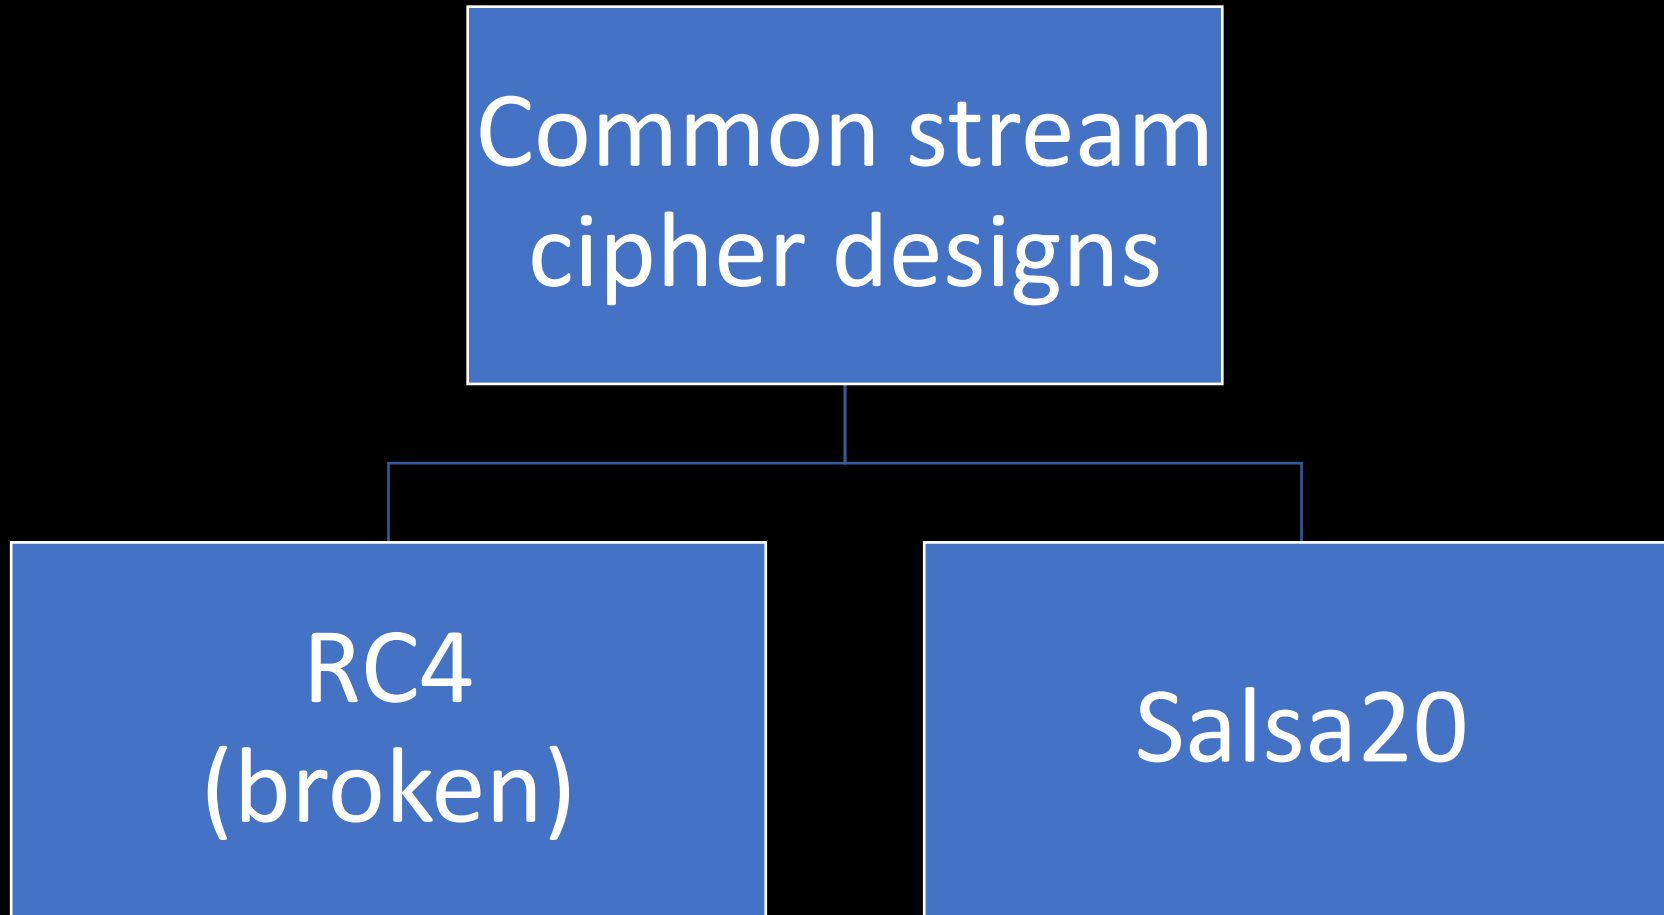 Common stream
cipher designs
RC4
(broken)
Salsa20